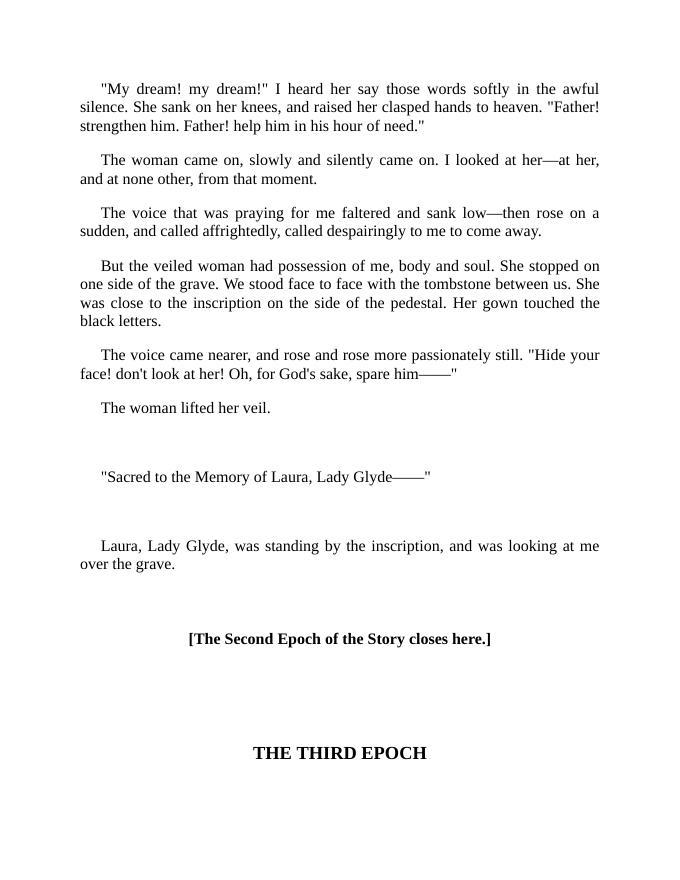 "My dream! my dream!" I heard her say those words softly in the awful
silence. She sank on her knees, and raised her clasped hands to heaven. "Father!
strengthen him. Father! help him in his hour of need."
The woman came on, slowly and silently came on. I looked at her—at her,
and at none other, from that moment.
The voice that was praying for me faltered and sank low—then rose on a
sudden, and called affrightedly, called despairingly to me to come away.
But the veiled woman had possession of me, body and soul. She stopped on
one side of the grave. We stood face to face with the tombstone between us. She
was close to the inscription on the side of the pedestal. Her gown touched the
black letters.
The voice came nearer, and rose and rose more passionately still. "Hide your
face! don't look at her! Oh, for God's sake, spare him——"
The woman lifted her veil.
"Sacred to the Memory of Laura, Lady Glyde——"
Laura, Lady Glyde, was standing by the inscription, and was looking at me
over the grave.
[The Second Epoch of the Story closes here.]
THE THIRD EPOCH